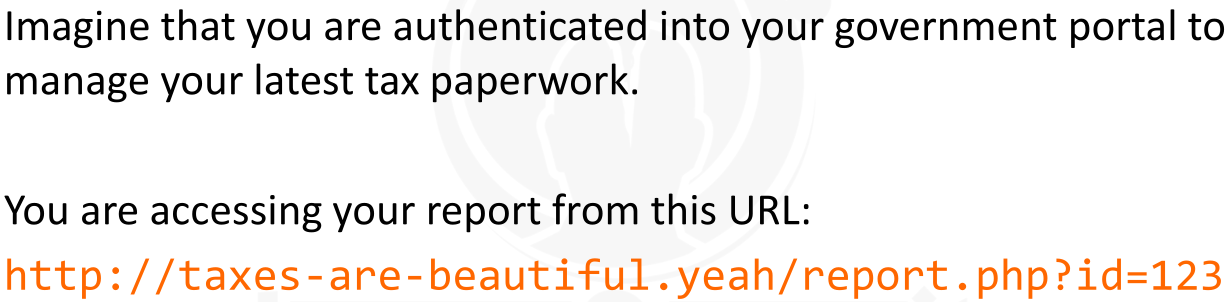 Imagine that you are authenticated into your government portal to
manage your latest tax paperwork.
You are accessing your report from this URL:
http://taxes-are-beautiful.yeah/report.php?id=123